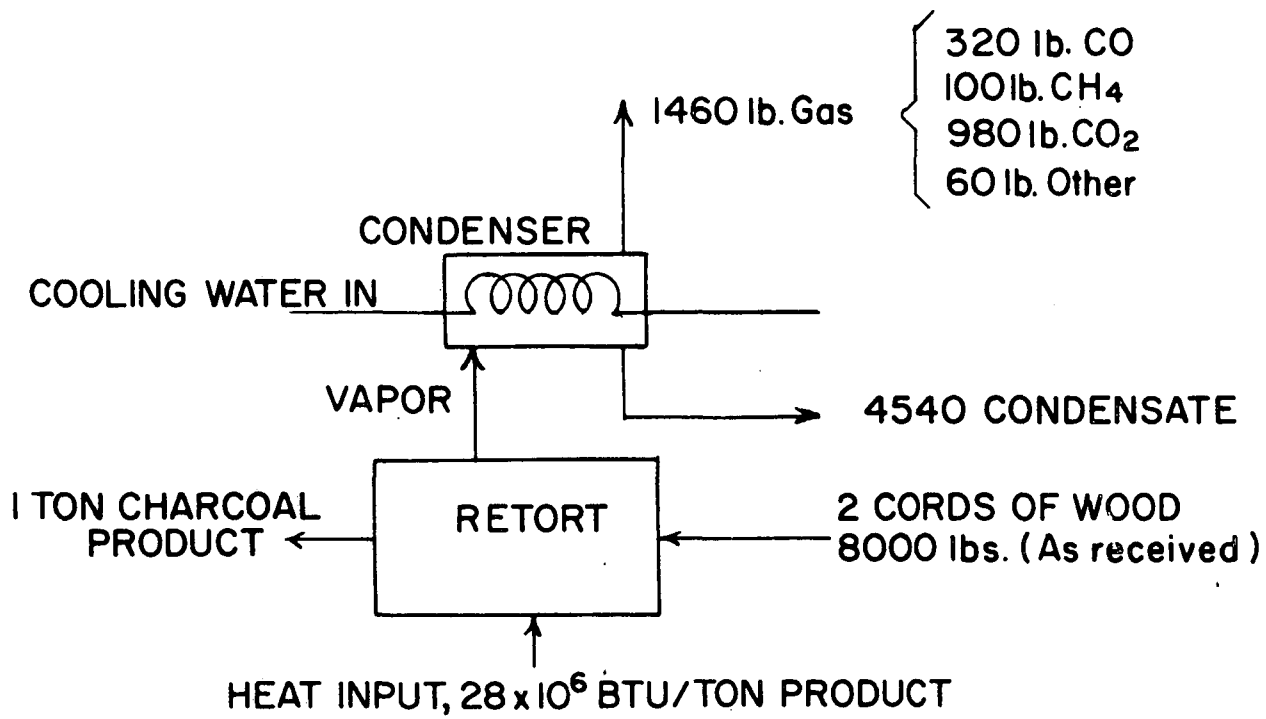 320 lb. CO
1460 lb. Gas
100 lb. CH4
980 lb. CO2
60 lb. Other
CONDENSER
COOLING WATER IN
VAPOR
4540 CONDENSATE
1 TON CHARCOAL
PRODUCT
RETORT
2 CORDS OF WOOD
8000 lbs. (As received)
HEAT INPUT, 28 x 10⁶ BTU/TON PRODUCT